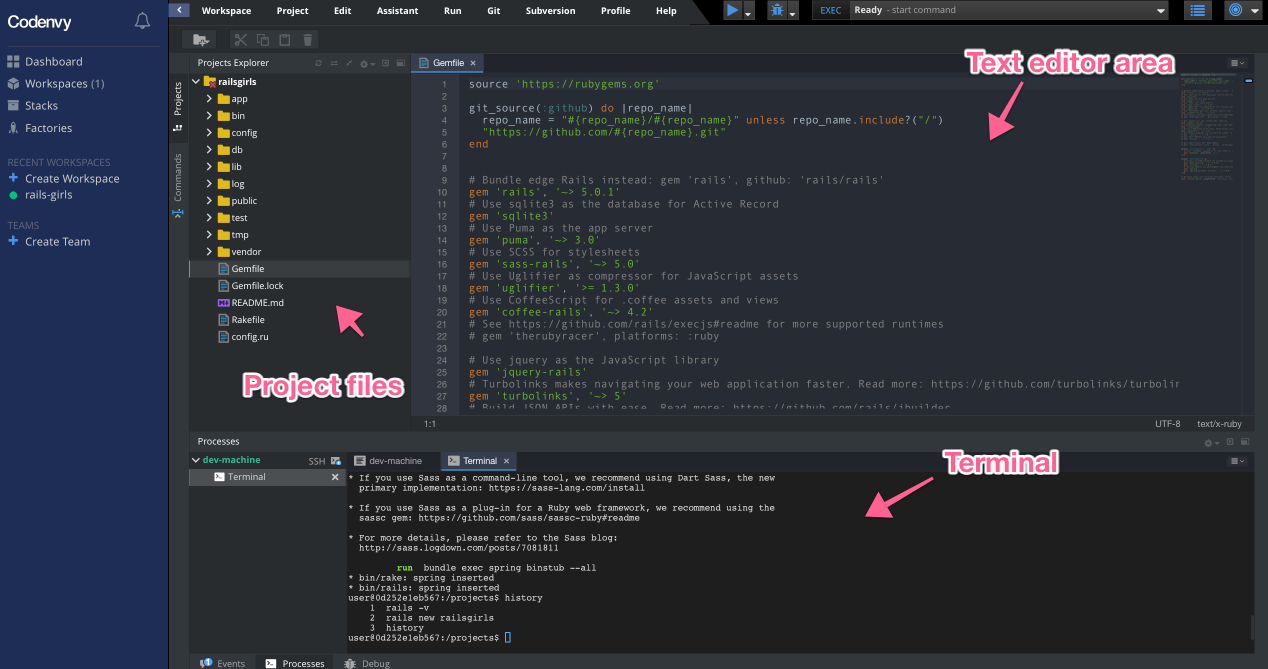 Codenvy
Dashboard
Workspaces (1)
Stacks
Factories
RECENT WORKSPACES
+ Create Workspace
rails-girls
TEAMS
+ Create Team
Workspace Project Edit Assistant Run Git Subversion Profile Help
EXEC Ready - start command
Projects Explorer
Projects
Commands
railsgirls
app
bin
config
db
lib
log
public
test
tmp
vendor
Gemfile
Gemfile.lock
README.md
Rakefile
config.ru
Project files
Gemfile ×
Text editor area
1 source 'https://rubygems.org'
2
3 git_source(:github) do |repo_name|
4 repo_name = "#{repo_name}/#{repo_name}" unless repo_name.include?("/")
5 "https://github.com/#{repo_name}.git"
6 end
7
8
9 # Bundle edge Rails instead: gem 'rails', github: 'rails/rails'
10 gem 'rails', '~> 5.0.1'
11 # Use sqlite3 as the database for Active Record
12 gem 'sqlite3'
13 # Use Puma as the app server
14 gem 'puma', '~> 3.0'
15 # Use SCSS for stylesheets
16 gem 'sass-rails', '~> 5.0'
17 # Use Uglifier as compressor for JavaScript assets
18 gem 'uglifier', '>= 1.3.0'
19 # Use CoffeeScript for .coffee assets and views
20 gem 'coffee-rails', '~> 4.2'
21 # See https://github.com/rails/execjs#readme for more supported runtimes
22 # gem 'therubyracer', platforms: :ruby
23
24 # Use jquery as the JavaScript library
25 gem 'jquery-rails'
26 # Turbolinks makes navigating your web application faster. Read more: https://github.com/turbolinks/turbolin
27 gem 'turbolinks', '~> 5'
28 # Build JSON APIs with ease. Read more: https://github.com/rails/jbuilder
1:1 UTF-8 text/x-ruby
Processes
dev-machine SSH
Terminal ×
dev-machine
Terminal ×
Terminal
* If you use Sass as a command-line tool, we recommend using Dart Sass, the new
primary implementation: https://sass-lang.com/install
* If you use Sass as a plug-in for a Ruby web framework, we recommend using the
sassc gem: https://github.com/sass/sassc-ruby#readme
* For more details, please refer to the Sass blog:
http://sass.logdown.com/posts/7081811
run bundle exec spring binstub --all
* bin/rake: spring inserted
* bin/rails: spring inserted
user@0d252e1eb567:/projects$ history
1 rails -v
2 rails new railsgirls
3 history
user@0d252e1eb567:/projects$
Events Processes Debug